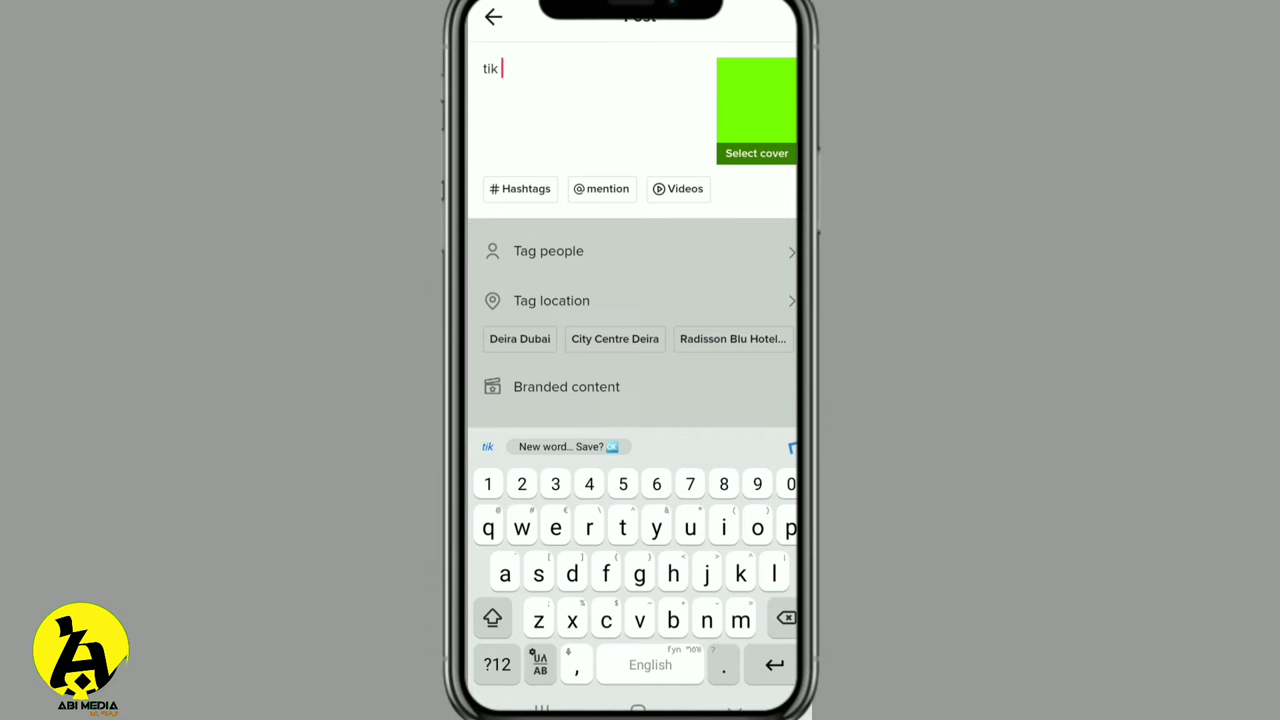 Post
tik
Select cover
# Hashtags @ mention Videos
Tag people
Tag location
Deira Dubai City Centre Deira Radisson Blu Hotel...
Branded content
tik New word... Save? OK
1 2 3 4 5 6 7 8 9 0
q w e r t y u i o p
a s d f g h j k l
z x c v b n m
?12 , English .
ABI MEDIA